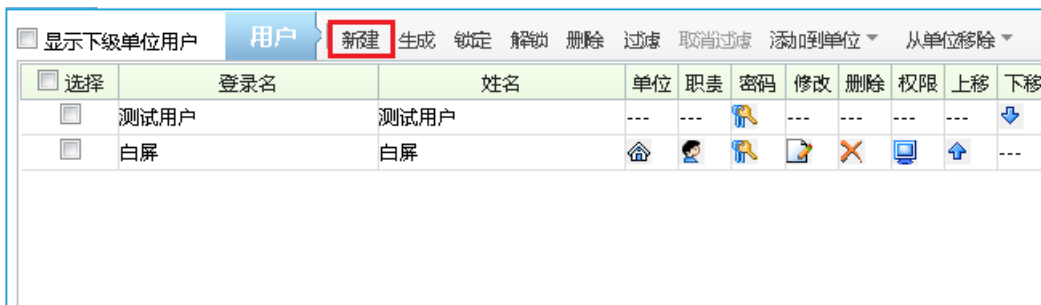 显示下级单位用户 用户 新建 生成 锁定 解锁 删除 过滤 取消过滤 添加到单位 从单位移除
选择 登录名 姓名 单位 职责 密码 修改 删除 权限 上移 下移
测试用户 测试用户 --- --- --- --- --- ---
白屏 白屏 ---